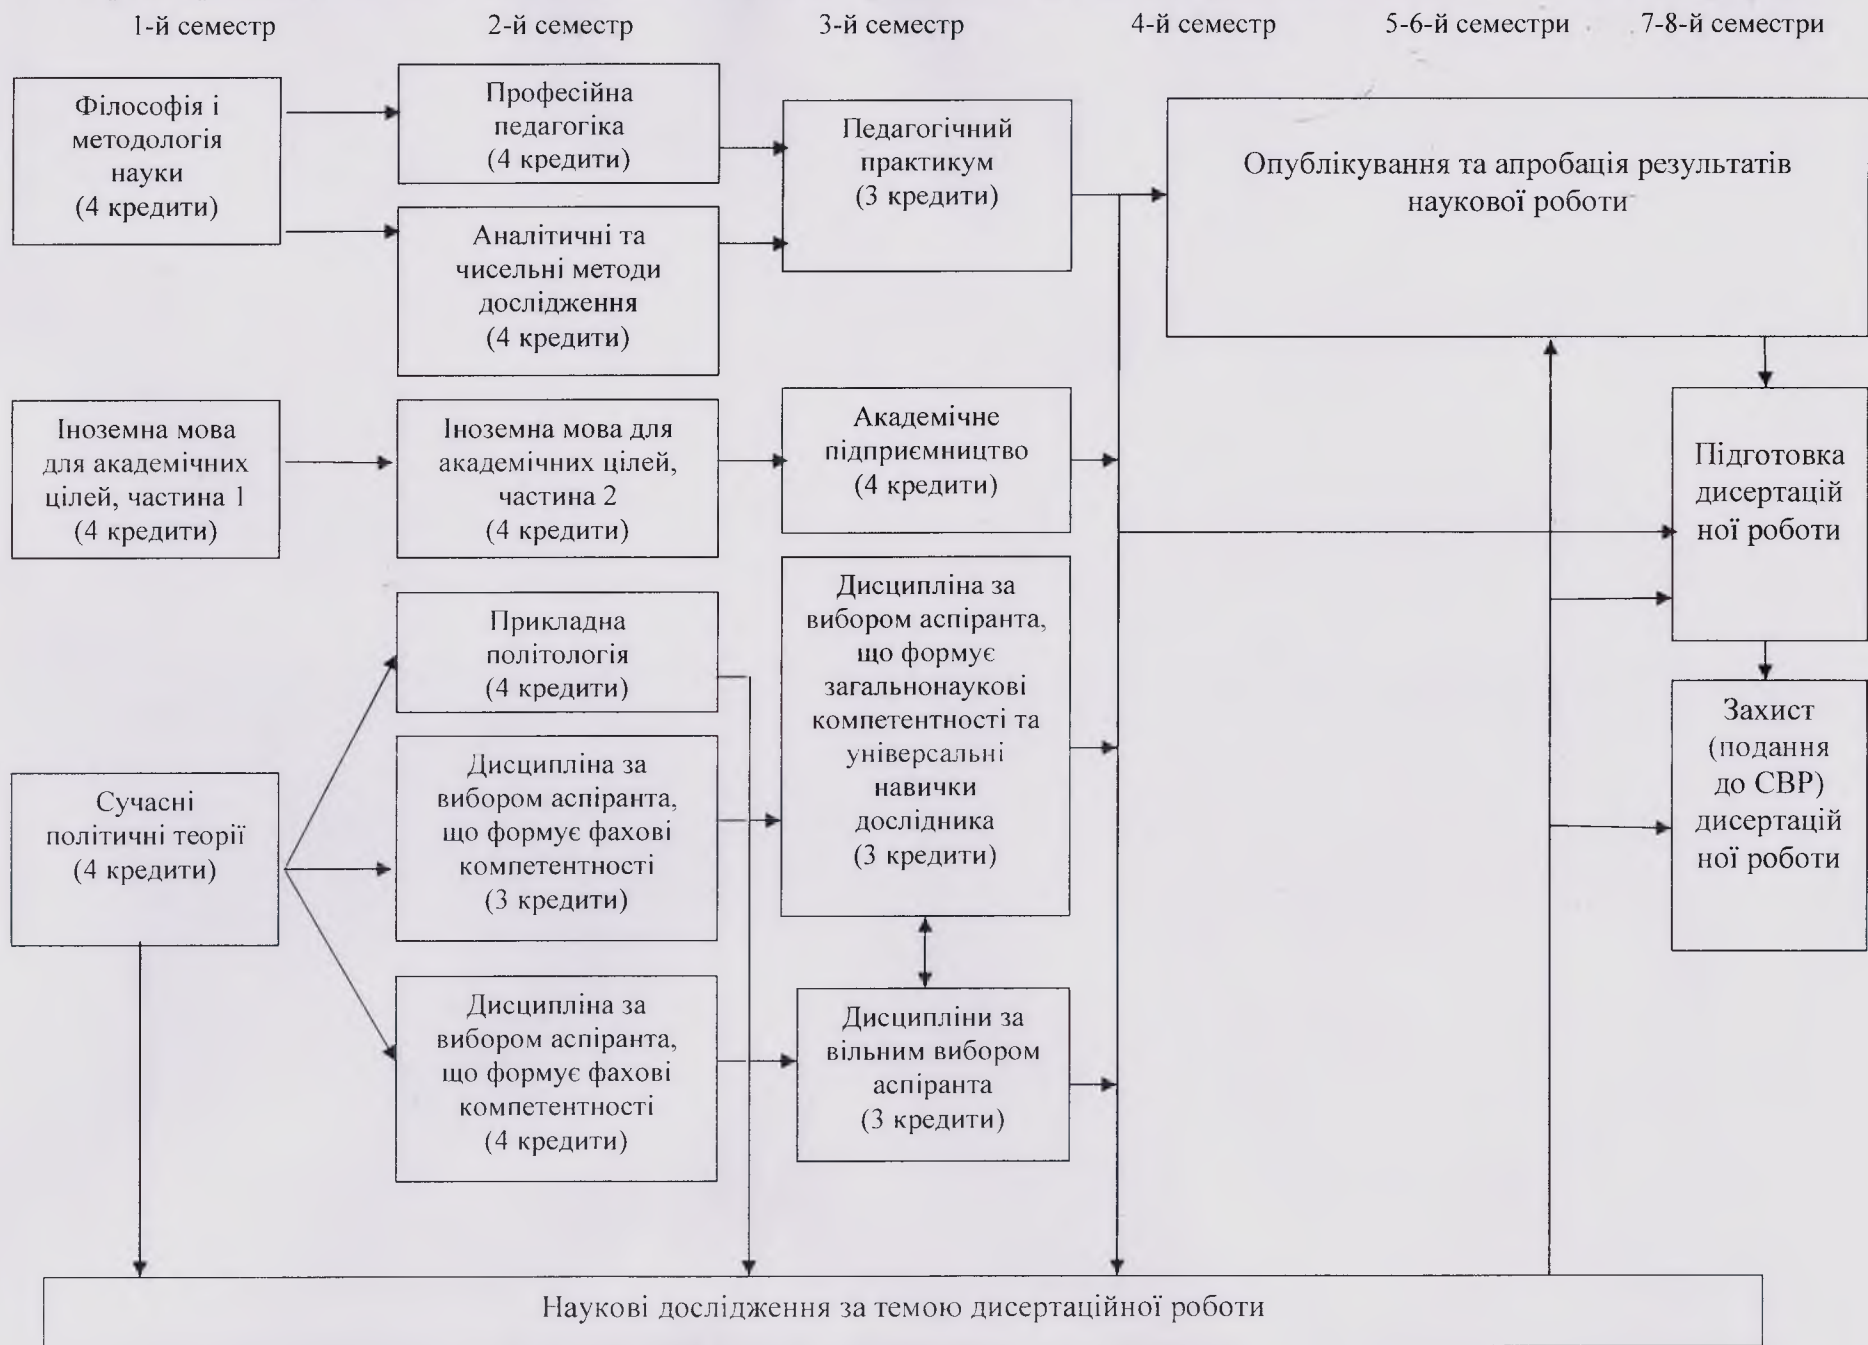 1-й семестр
2-й семестр
3-й семестр
4-й семестр
5-6-й семестри
7-8-й семестри
Філософія і
методологія
науки
(4 кредити)
Професійна
педагогіка
(4 кредити)
Аналітичні та
чисельні методи
дослідження
(4 кредити)
Педагогічний
практикум
(3 кредити)
Опублікування та апробація результатів
наукової роботи
Іноземна мова
для академічних
цілей, частина 1
(4 кредити)
Іноземна мова для
академічних цілей,
частина 2
(4 кредити)
Академічне
підприємництво
(4 кредити)
Підготовка
дисертацій
ної роботи
Сучасні
політичні теорії
(4 кредити)
Прикладна
політологія
(4 кредити)
Дисципліна за
вибором аспіранта,
що формує фахові
компетентності
(3 кредити)
Дисципліна за
вибором аспіранта,
що формує фахові
компетентності
(4 кредити)
Дисципліна за
вибором аспіранта,
що формує
загальнонаукові
компетентності та
універсальні
навички
дослідника
(3 кредити)
Дисципліни за
вільним вибором
аспіранта
(3 кредити)
Захист
(подання
до СВР)
дисертацій
ної роботи
Наукові дослідження за темою дисертаційної роботи